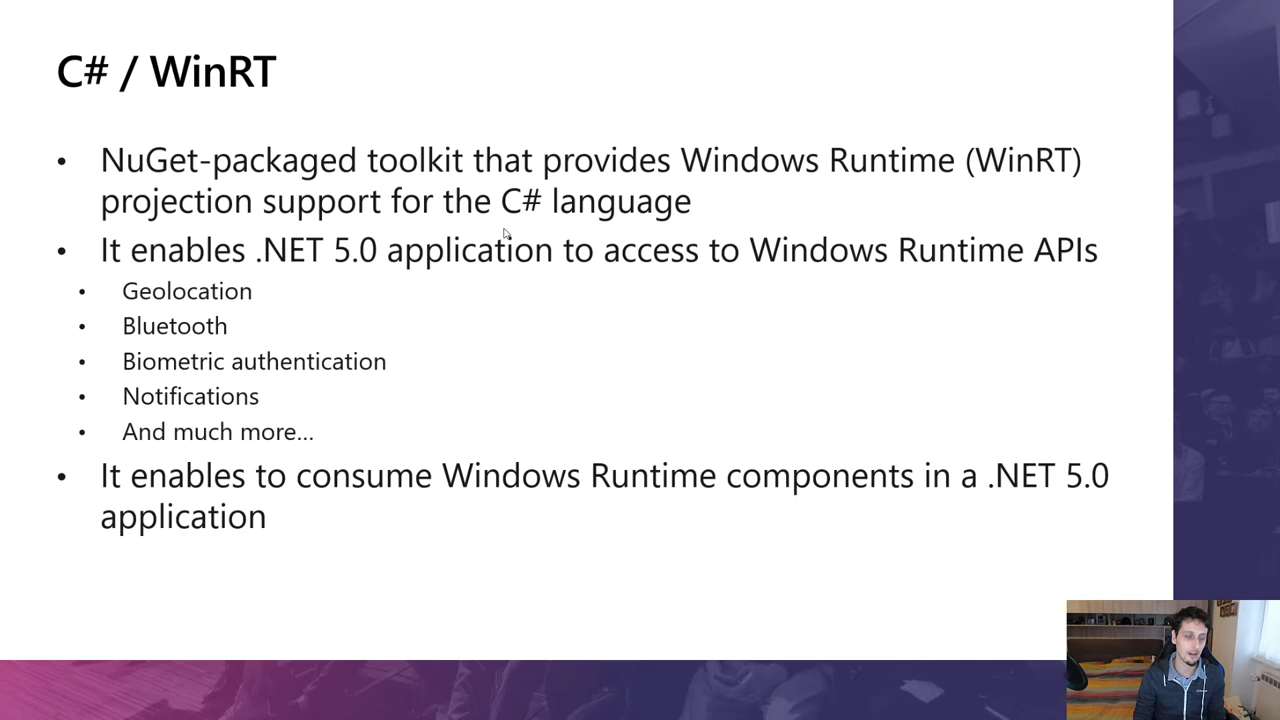 C# / WinRT
• NuGet-packaged toolkit that provides Windows Runtime (WinRT)
projection support for the C# language
• It enables .NET 5.0 application to access to Windows Runtime APIs
• Geolocation
• Bluetooth
• Biometric authentication
• Notifications
• And much more...
• It enables to consume Windows Runtime components in a .NET 5.0
application